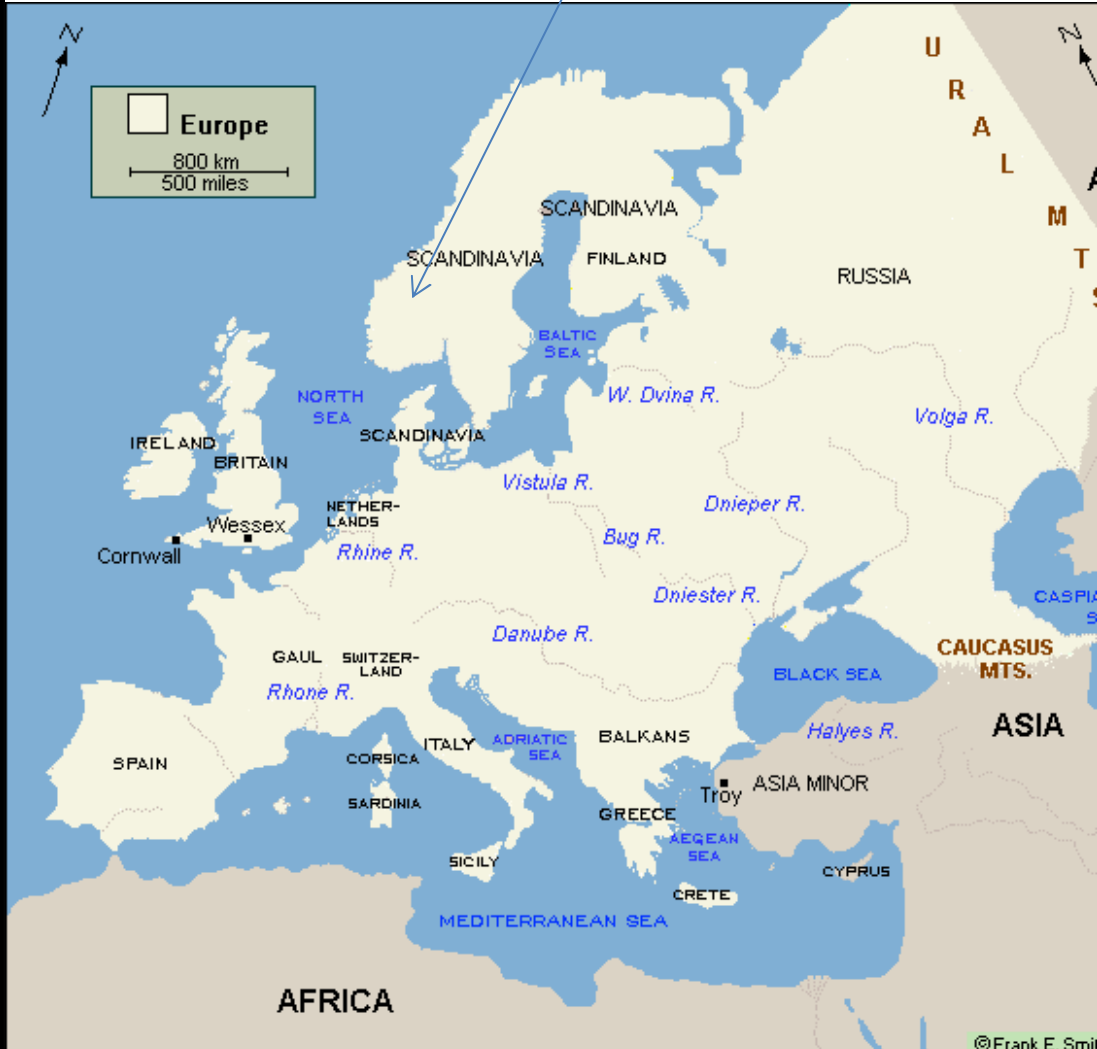 N
N
Europe
800 km
500 miles
U
R
A
L
M
T
S
SCANDINAVIA
SCANDINAVIA
FINLAND
RUSSIA
BALTIC
SEA
NORTH
SEA
W. Dvina R.
Volga R.
IRELAND
BRITAIN
SCANDINAVIA
Vistula R.
Dnieper R.
NETHER-
LANDS
Wessex
Cornwall
Rhine R.
Bug R.
Dniester R.
CASPIA
S
Danube R.
GAUL
SWITZER-
LAND
CAUCASUS
MTS.
BLACK SEA
Rhone R.
ASIA
Halyes R.
ITALY
ADRIATIC
SEA
BALKANS
SPAIN
CORSICA
SARDINIA
Troy
ASIA MINOR
GREECE
AEGEAN
SEA
SICILY
CYPRUS
CRETE
MEDITERRANEAN SEA
AFRICA
©Frank E. Smit